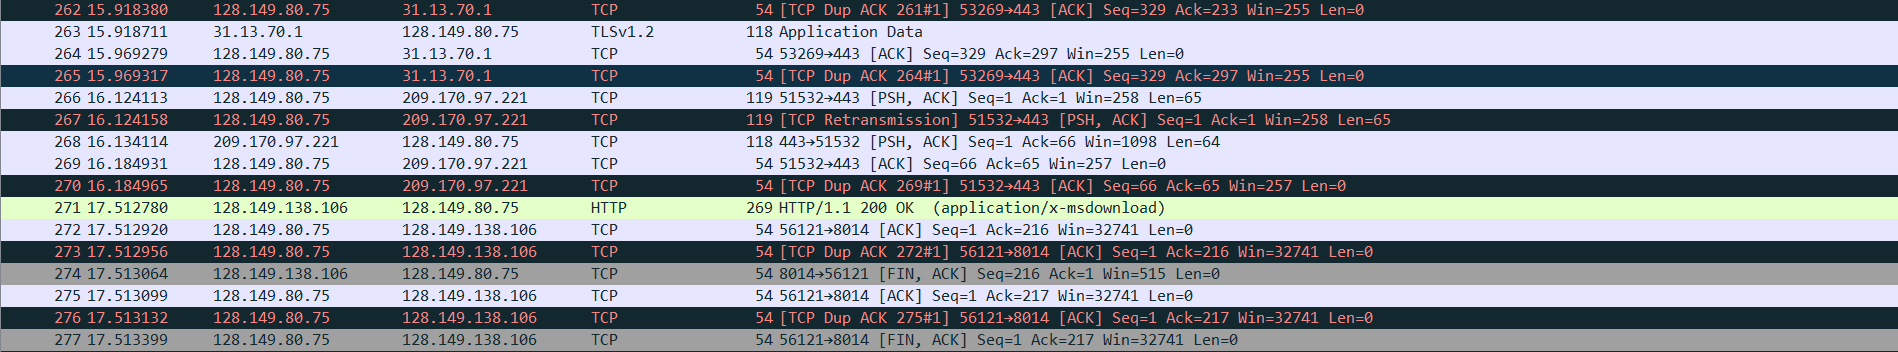 262 15.918380 128.149.80.75 31.13.70.1 TCP 54 [TCP Dup ACK 261#1] 53269→443 [ACK] Seq=329 Ack=233 Win=255 Len=0
263 15.918711 31.13.70.1 128.149.80.75 TLSv1.2 118 Application Data
264 15.969279 128.149.80.75 31.13.70.1 TCP 54 53269→443 [ACK] Seq=329 Ack=297 Win=255 Len=0
265 15.969317 128.149.80.75 31.13.70.1 TCP 54 [TCP Dup ACK 264#1] 53269→443 [ACK] Seq=329 Ack=297 Win=255 Len=0
266 16.124113 128.149.80.75 209.170.97.221 TCP 119 51532→443 [PSH, ACK] Seq=1 Ack=1 Win=258 Len=65
267 16.124158 128.149.80.75 209.170.97.221 TCP 119 [TCP Retransmission] 51532→443 [PSH, ACK] Seq=1 Ack=1 Win=258 Len=65
268 16.134114 209.170.97.221 128.149.80.75 TCP 118 443→51532 [PSH, ACK] Seq=1 Ack=66 Win=1098 Len=64
269 16.184931 128.149.80.75 209.170.97.221 TCP 54 51532→443 [ACK] Seq=66 Ack=65 Win=257 Len=0
270 16.184965 128.149.80.75 209.170.97.221 TCP 54 [TCP Dup ACK 269#1] 51532→443 [ACK] Seq=66 Ack=65 Win=257 Len=0
271 17.512780 128.149.138.106 128.149.80.75 HTTP 269 HTTP/1.1 200 OK (application/x-msdownload)
272 17.512920 128.149.80.75 128.149.138.106 TCP 54 56121→8014 [ACK] Seq=1 Ack=216 Win=32741 Len=0
273 17.512956 128.149.80.75 128.149.138.106 TCP 54 [TCP Dup ACK 272#1] 56121→8014 [ACK] Seq=1 Ack=216 Win=32741 Len=0
274 17.513064 128.149.138.106 128.149.80.75 TCP 54 8014→56121 [FIN, ACK] Seq=216 Ack=1 Win=515 Len=0
275 17.513099 128.149.80.75 128.149.138.106 TCP 54 56121→8014 [ACK] Seq=1 Ack=217 Win=32741 Len=0
276 17.513132 128.149.80.75 128.149.138.106 TCP 54 [TCP Dup ACK 275#1] 56121→8014 [ACK] Seq=1 Ack=217 Win=32741 Len=0
277 17.513399 128.149.80.75 128.149.138.106 TCP 54 56121→8014 [FIN, ACK] Seq=1 Ack=217 Win=32741 Len=0